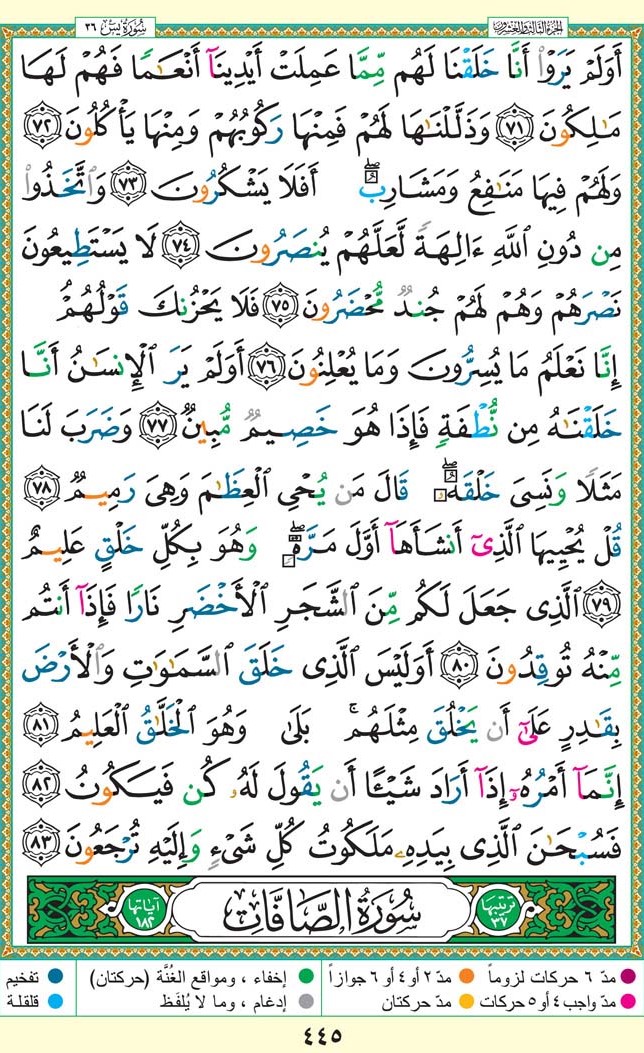 الجزء الثالث والعشرون
سُورَةُ يسٓ ٣٦
أَوَلَمْ يَرَوْا۟ أَنَّا خَلَقْنَا لَهُم مِّمَّا عَمِلَتْ أَيْدِينَآ أَنْعَٰمًا فَهُمْ لَهَا
مَٰلِكُونَ ٧١ وَذَلَّلْنَٰهَا لَهُمْ فَمِنْهَا رَكُوبُهُمْ وَمِنْهَا يَأْكُلُونَ ٧٢
وَلَهُمْ فِيهَا مَنَٰفِعُ وَمَشَارِبُ ۖ أَفَلَا يَشْكُرُونَ ٧٣ وَٱتَّخَذُوا۟
مِن دُونِ ٱللَّهِ ءَالِهَةً لَّعَلَّهُمْ يُنصَرُونَ ٧٤ لَا يَسْتَطِيعُونَ
نَصْرَهُمْ وَهُمْ لَهُمْ جُندٌ مُّحْضَرُونَ ٧٥ فَلَا يَحْزُنكَ قَوْلُهُمْ ۘ
إِنَّا نَعْلَمُ مَا يُسِرُّونَ وَمَا يُعْلِنُونَ ٧٦ أَوَلَمْ يَرَ ٱلْإِنسَٰنُ أَنَّا
خَلَقْنَٰهُ مِن نُّطْفَةٍ فَإِذَا هُوَ خَصِيمٌ مُّبِينٌ ٧٧ وَضَرَبَ لَنَا
مَثَلًا وَنَسِىَ خَلْقَهُۥ ۖ قَالَ مَن يُحْىِ ٱلْعِظَٰمَ وَهِىَ رَمِيمٌ ٧٨
قُلْ يُحْيِيهَا ٱلَّذِىٓ أَنشَأَهَآ أَوَّلَ مَرَّةٍ ۖ وَهُوَ بِكُلِّ خَلْقٍ عَلِيمٌ
٧٩ ٱلَّذِى جَعَلَ لَكُم مِّنَ ٱلشَّجَرِ ٱلْأَخْضَرِ نَارًا فَإِذَآ أَنتُم
مِّنْهُ تُوقِدُونَ ٨٠ أَوَلَيْسَ ٱلَّذِى خَلَقَ ٱلسَّمَٰوَٰتِ وَٱلْأَرْضَ
بِقَٰدِرٍ عَلَىٰٓ أَن يَخْلُقَ مِثْلَهُم ۚ بَلَىٰ وَهُوَ ٱلْخَلَّٰقُ ٱلْعَلِيمُ ٨١
إِنَّمَآ أَمْرُهُۥٓ إِذَآ أَرَادَ شَيْـًٔا أَن يَقُولَ لَهُۥ كُن فَيَكُونُ ٨٢
فَسُبْحَٰنَ ٱلَّذِى بِيَدِهِۦ مَلَكُوتُ كُلِّ شَىْءٍ وَإِلَيْهِ تُرْجَعُونَ ٨٣
ترتيبها ٣٧ سُورَةُ الصَّافَّاتِ آياتها ١٨٢
مدّ ٦ حركات لزوماً مدّ ٢ أو ٤ أو ٦ جوازاً إخفاء ، ومواقع الغُنَّة (حركتان) تفخيم
مدّ واجب ٤ أو ٥ حركات مدّ حركتان إدغام ، وما لا يُلفَظ قلقلة
٤٤٥